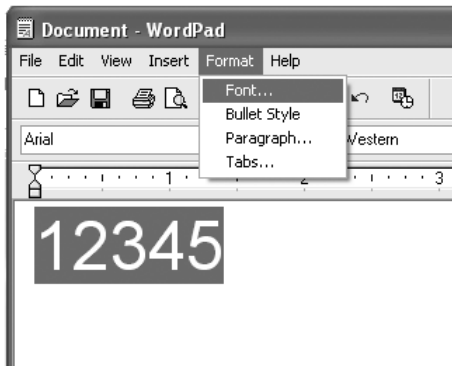 Document - WordPad
File Edit View Insert Format Help
Font...
Bullet Style
Paragraph...
Tabs...
Arial Western
1 2 3
12345